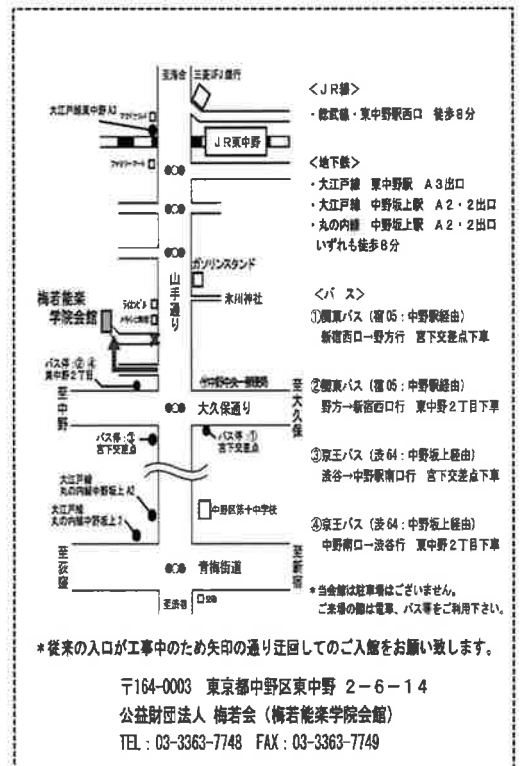 至落合
三菱UFJ銀行
大江戸線東中野A3
JR東中野
ファミリーマート
ガソリンスタンド
氷川神社
山手通り
梅若能楽
学院会館
バス停:②④
東中野2丁目
〒中野中央一郵便局
至中野
大久保通り
至大久保
バス停:③
宮下交差点
バス停:①
宮下交差点
大江戸線
丸の内線中野坂上A2
大江戸線
丸の内線中野坂上2
中野区第十中学校
至荻窪
青梅街道
至新宿
至渋谷
<JR線>
・総武線・東中野駅西口 徒歩8分
<地下鉄>
・大江戸線 東中野駅 A3出口
・大江戸線 中野坂上駅 A2・2出口
・丸の内線 中野坂上駅 A2・2出口
いずれも徒歩8分
<バ ス>
①関東バス(宿05:中野駅経由)
新宿西口→野方行 宮下交差点下車
②関東バス(宿05:中野駅経由)
野方→新宿西口行 東中野2丁目下車
③京王バス(渋64:中野坂上経由)
渋谷→中野駅南口行 宮下交差点下車
④京王バス(渋64:中野坂上経由)
中野南口→渋谷行 東中野2丁目下車
*当会館は駐車場はございません。
ご来場の際は電車、バス等をご利用下さい。
*従来の入口が工事中のため矢印の通り迂回してのご入館をお願い致します。
〒164-0003 東京都中野区東中野 2-6-14
公益財団法人 梅若会(梅若能楽学院会館)
TEL:03-3363-7748 FAX:03-3363-7749